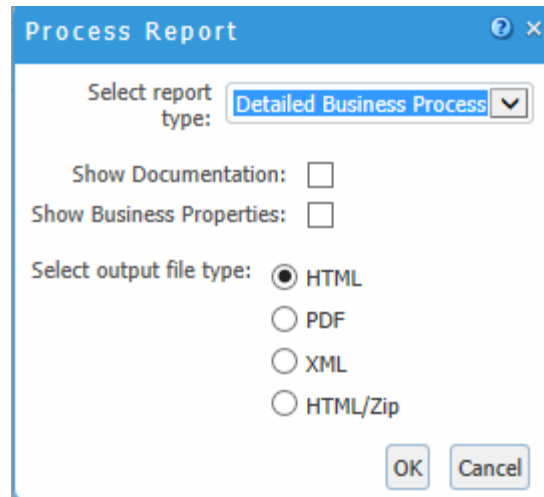 Process Report
Select report
type:
Detailed Business Process
Show Documentation:
Show Business Properties:
Select output file type:
HTML
PDF
XML
HTML/Zip
OK
Cancel